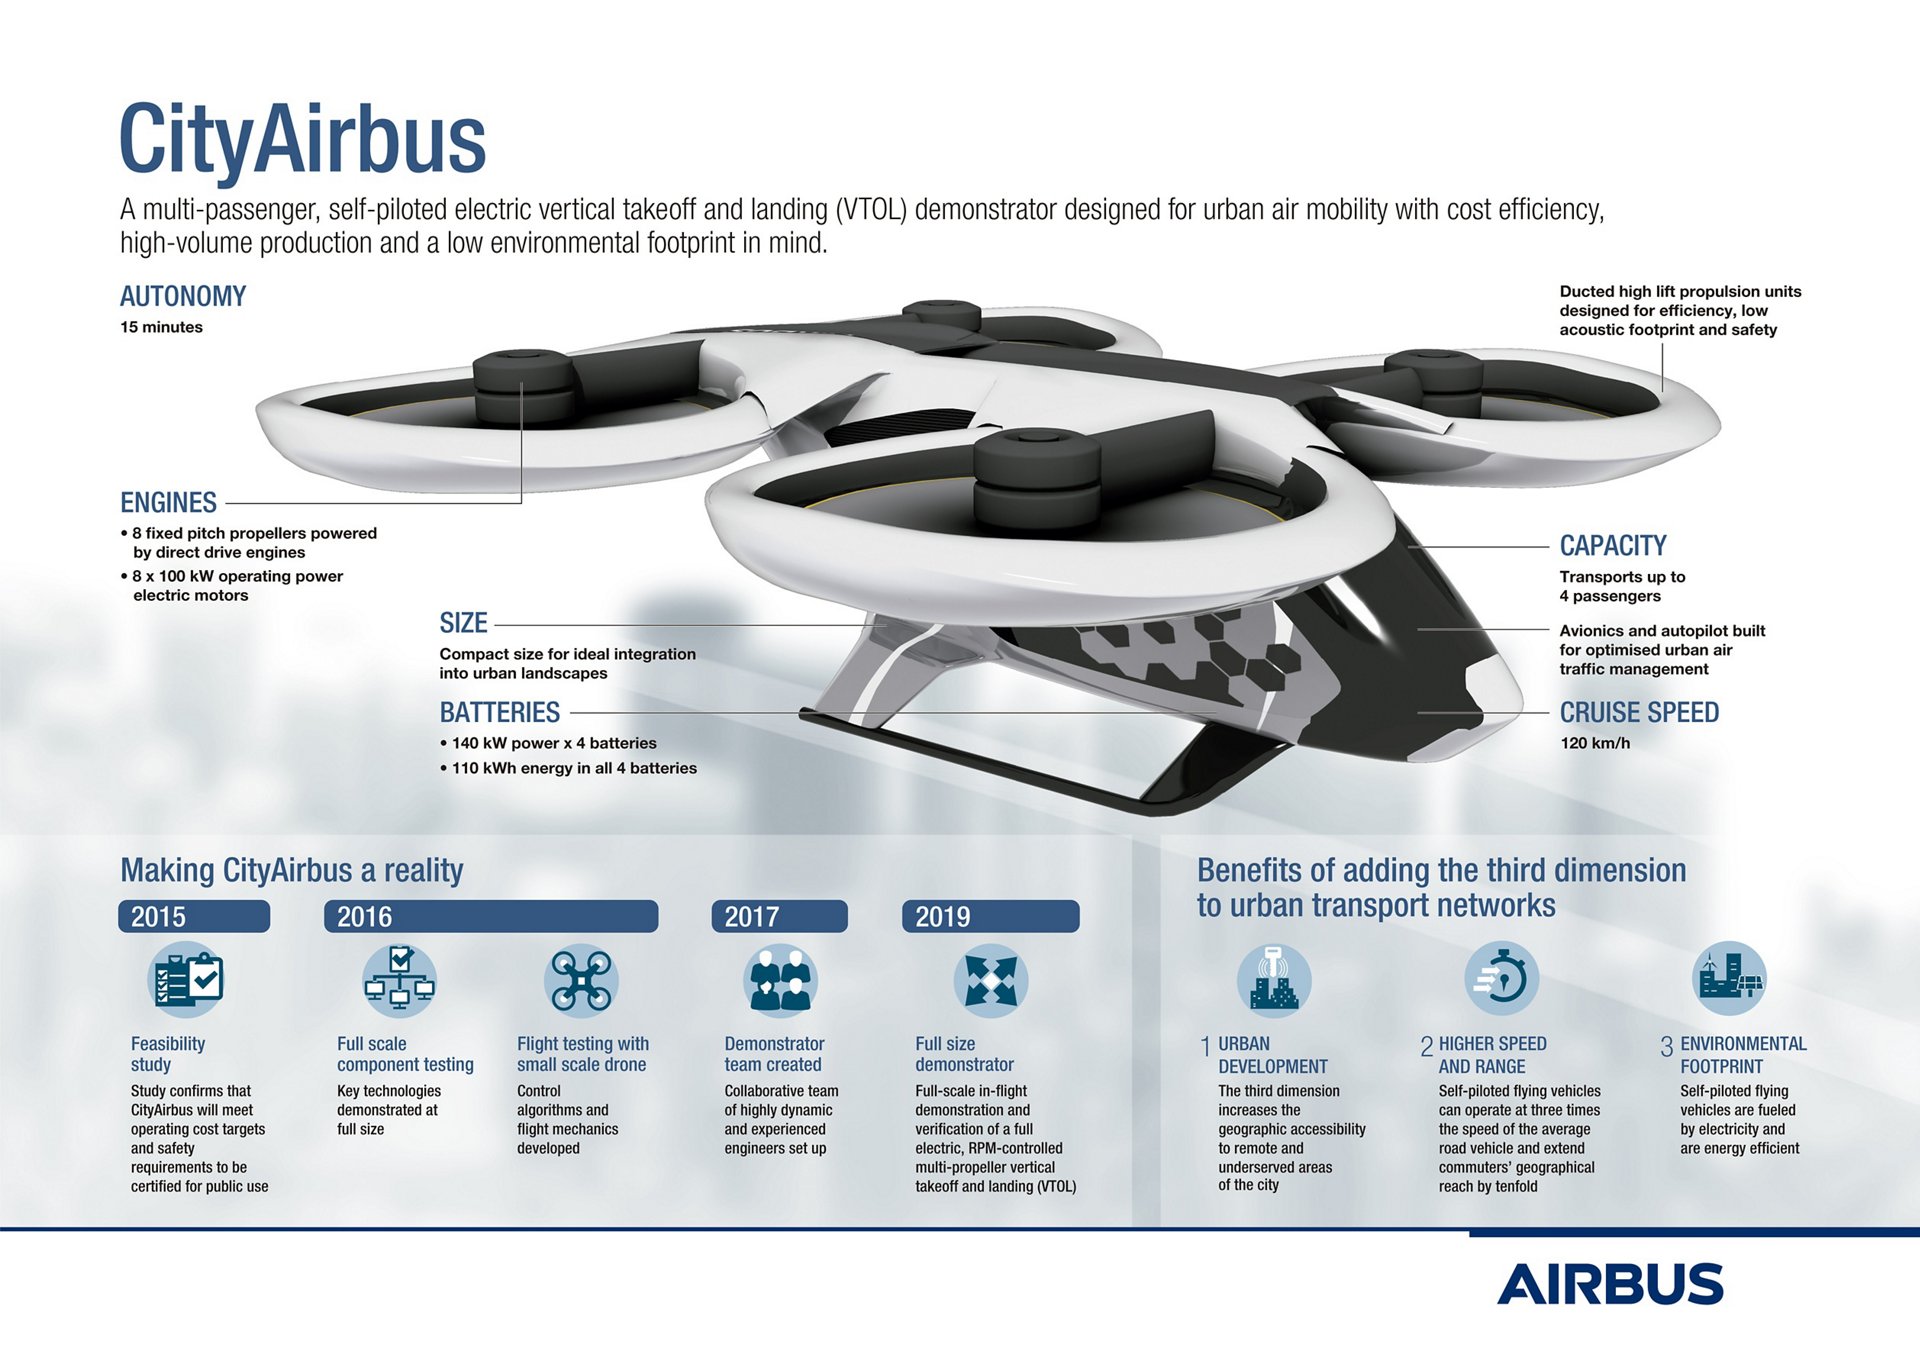 CityAirbus
A multi-passenger, self-piloted electric vertical takeoff and landing (VTOL) demonstrator designed for urban air mobility with cost efficiency,
high-volume production and a low environmental footprint in mind.
AUTONOMY
15 minutes
Ducted high lift propulsion units
designed for efficiency, low
acoustic footprint and safety
ENGINES
• 8 fixed pitch propellers powered
by direct drive engines
• 8 x 100 kW operating power
electric motors
SIZE
Compact size for ideal integration
into urban landscapes
BATTERIES
• 140 kW power x 4 batteries
• 110 kWh energy in all 4 batteries
CAPACITY
Transports up to
4 passengers
Avionics and autopilot built
for optimised urban air
traffic management
CRUISE SPEED
120 km/h
Making CityAirbus a reality
2015
Feasibility
study
Study confirms that
CityAirbus will meet
operating cost targets
and safety
requirements to be
certified for public use
2016
Full scale
component testing
Key technologies
demonstrated at
full size
Flight testing with
small scale drone
Control
algorithms and
flight mechanics
developed
2017
Demonstrator
team created
Collaborative team
of highly dynamic
and experienced
engineers set up
2019
Full size
demonstrator
Full-scale in-flight
demonstration and
verification of a full
electric, RPM-controlled
multi-propeller vertical
takeoff and landing (VTOL)
Benefits of adding the third dimension
to urban transport networks
1 URBAN
DEVELOPMENT
The third dimension
increases the
geographic accessibility
to remote and
underserved areas
of the city
2 HIGHER SPEED
AND RANGE
Self-piloted flying vehicles
can operate at three times
the speed of the average
road vehicle and extend
commuters' geographical
reach by tenfold
3 ENVIRONMENTAL
FOOTPRINT
Self-piloted flying
vehicles are fueled
by electricity and
are energy efficient
AIRBUS